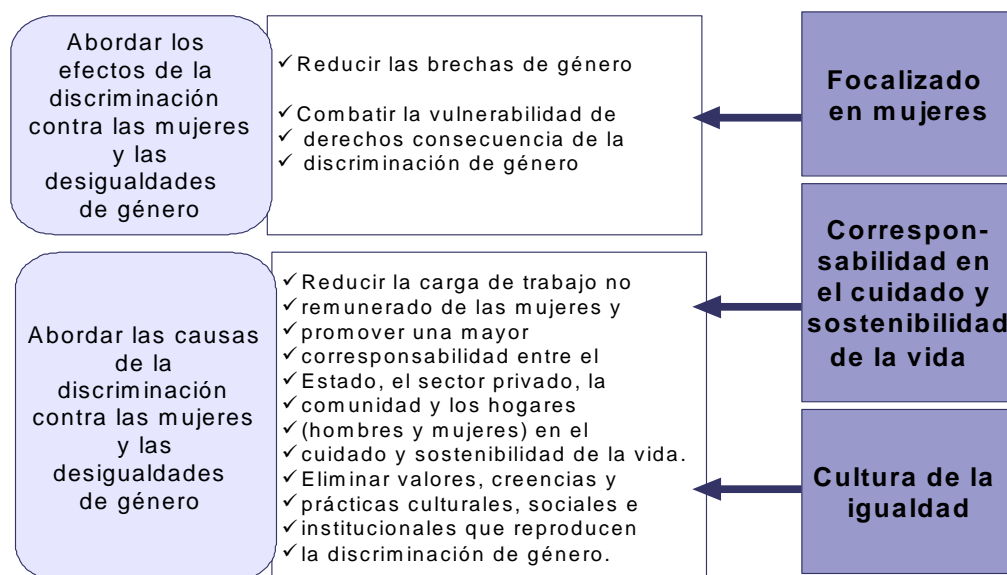 Abordar los
efectos de la
discriminación
contra las mujeres
y las
desigualdades
de género
✓ Reducir las brechas de género
✓ Combatir la vulnerabilidad de
✓ derechos consecuencia de la
✓ discriminación de género
Focalizado
en mujeres
Abordar las causas
de la
discriminación
contra las mujeres
y las
desigualdades
de género
✓ Reducir la carga de trabajo no
✓ remunerado de las mujeres y
✓ promover una mayor
✓ corresponsabilidad entre el
✓ Estado, el sector privado, la
✓ comunidad y los hogares
✓ (hombres y mujeres) en el
✓ cuidado y sostenibilidad de la vida.
✓ Eliminar valores, creencias y
✓ prácticas culturales, sociales e
✓ institucionales que reproducen
✓ la discriminación de género.
Correspon-
sabilidad en
el cuidado y
sostenibilidad
de la vida
Cultura de la
igualdad